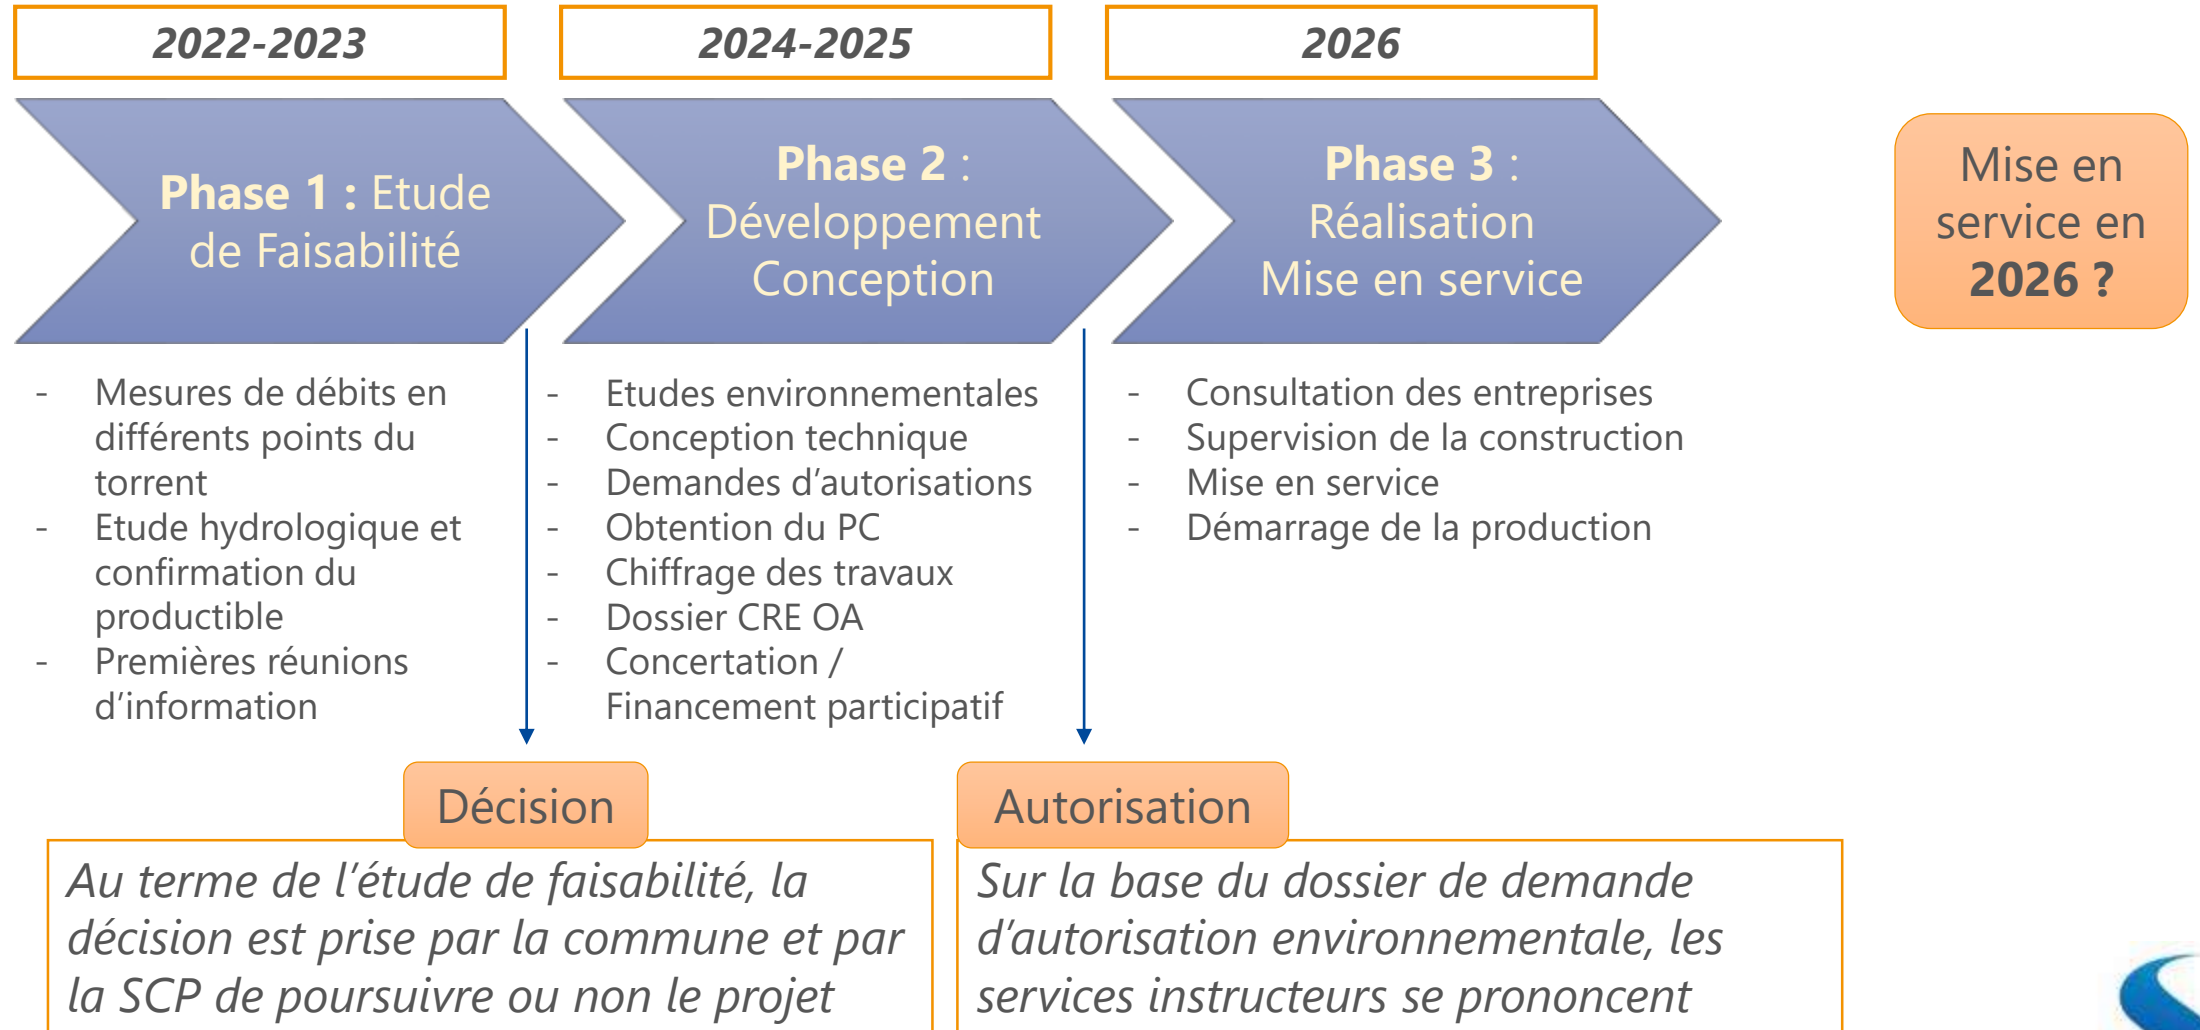 2022-2023
2024-2025
2026
Phase 1 : Etude
de Faisabilité
Phase 2 :
Développement
Conception
Phase 3 :
Réalisation
Mise en service
Mise en
service en
2026 ?
- Mesures de débits en
différents points du
torrent
- Etude hydrologique et
confirmation du
productible
- Premières réunions
d’information
- Etudes environnementales
- Conception technique
- Demandes d’autorisations
- Obtention du PC
- Chiffrage des travaux
- Dossier CRE OA
- Concertation /
Financement participatif
- Consultation des entreprises
- Supervision de la construction
- Mise en service
- Démarrage de la production
Décision
Au terme de l’étude de faisabilité, la
décision est prise par la commune et par
la SCP de poursuivre ou non le projet
Autorisation
Sur la base du dossier de demande
d’autorisation environnementale, les
services instructeurs se prononcent